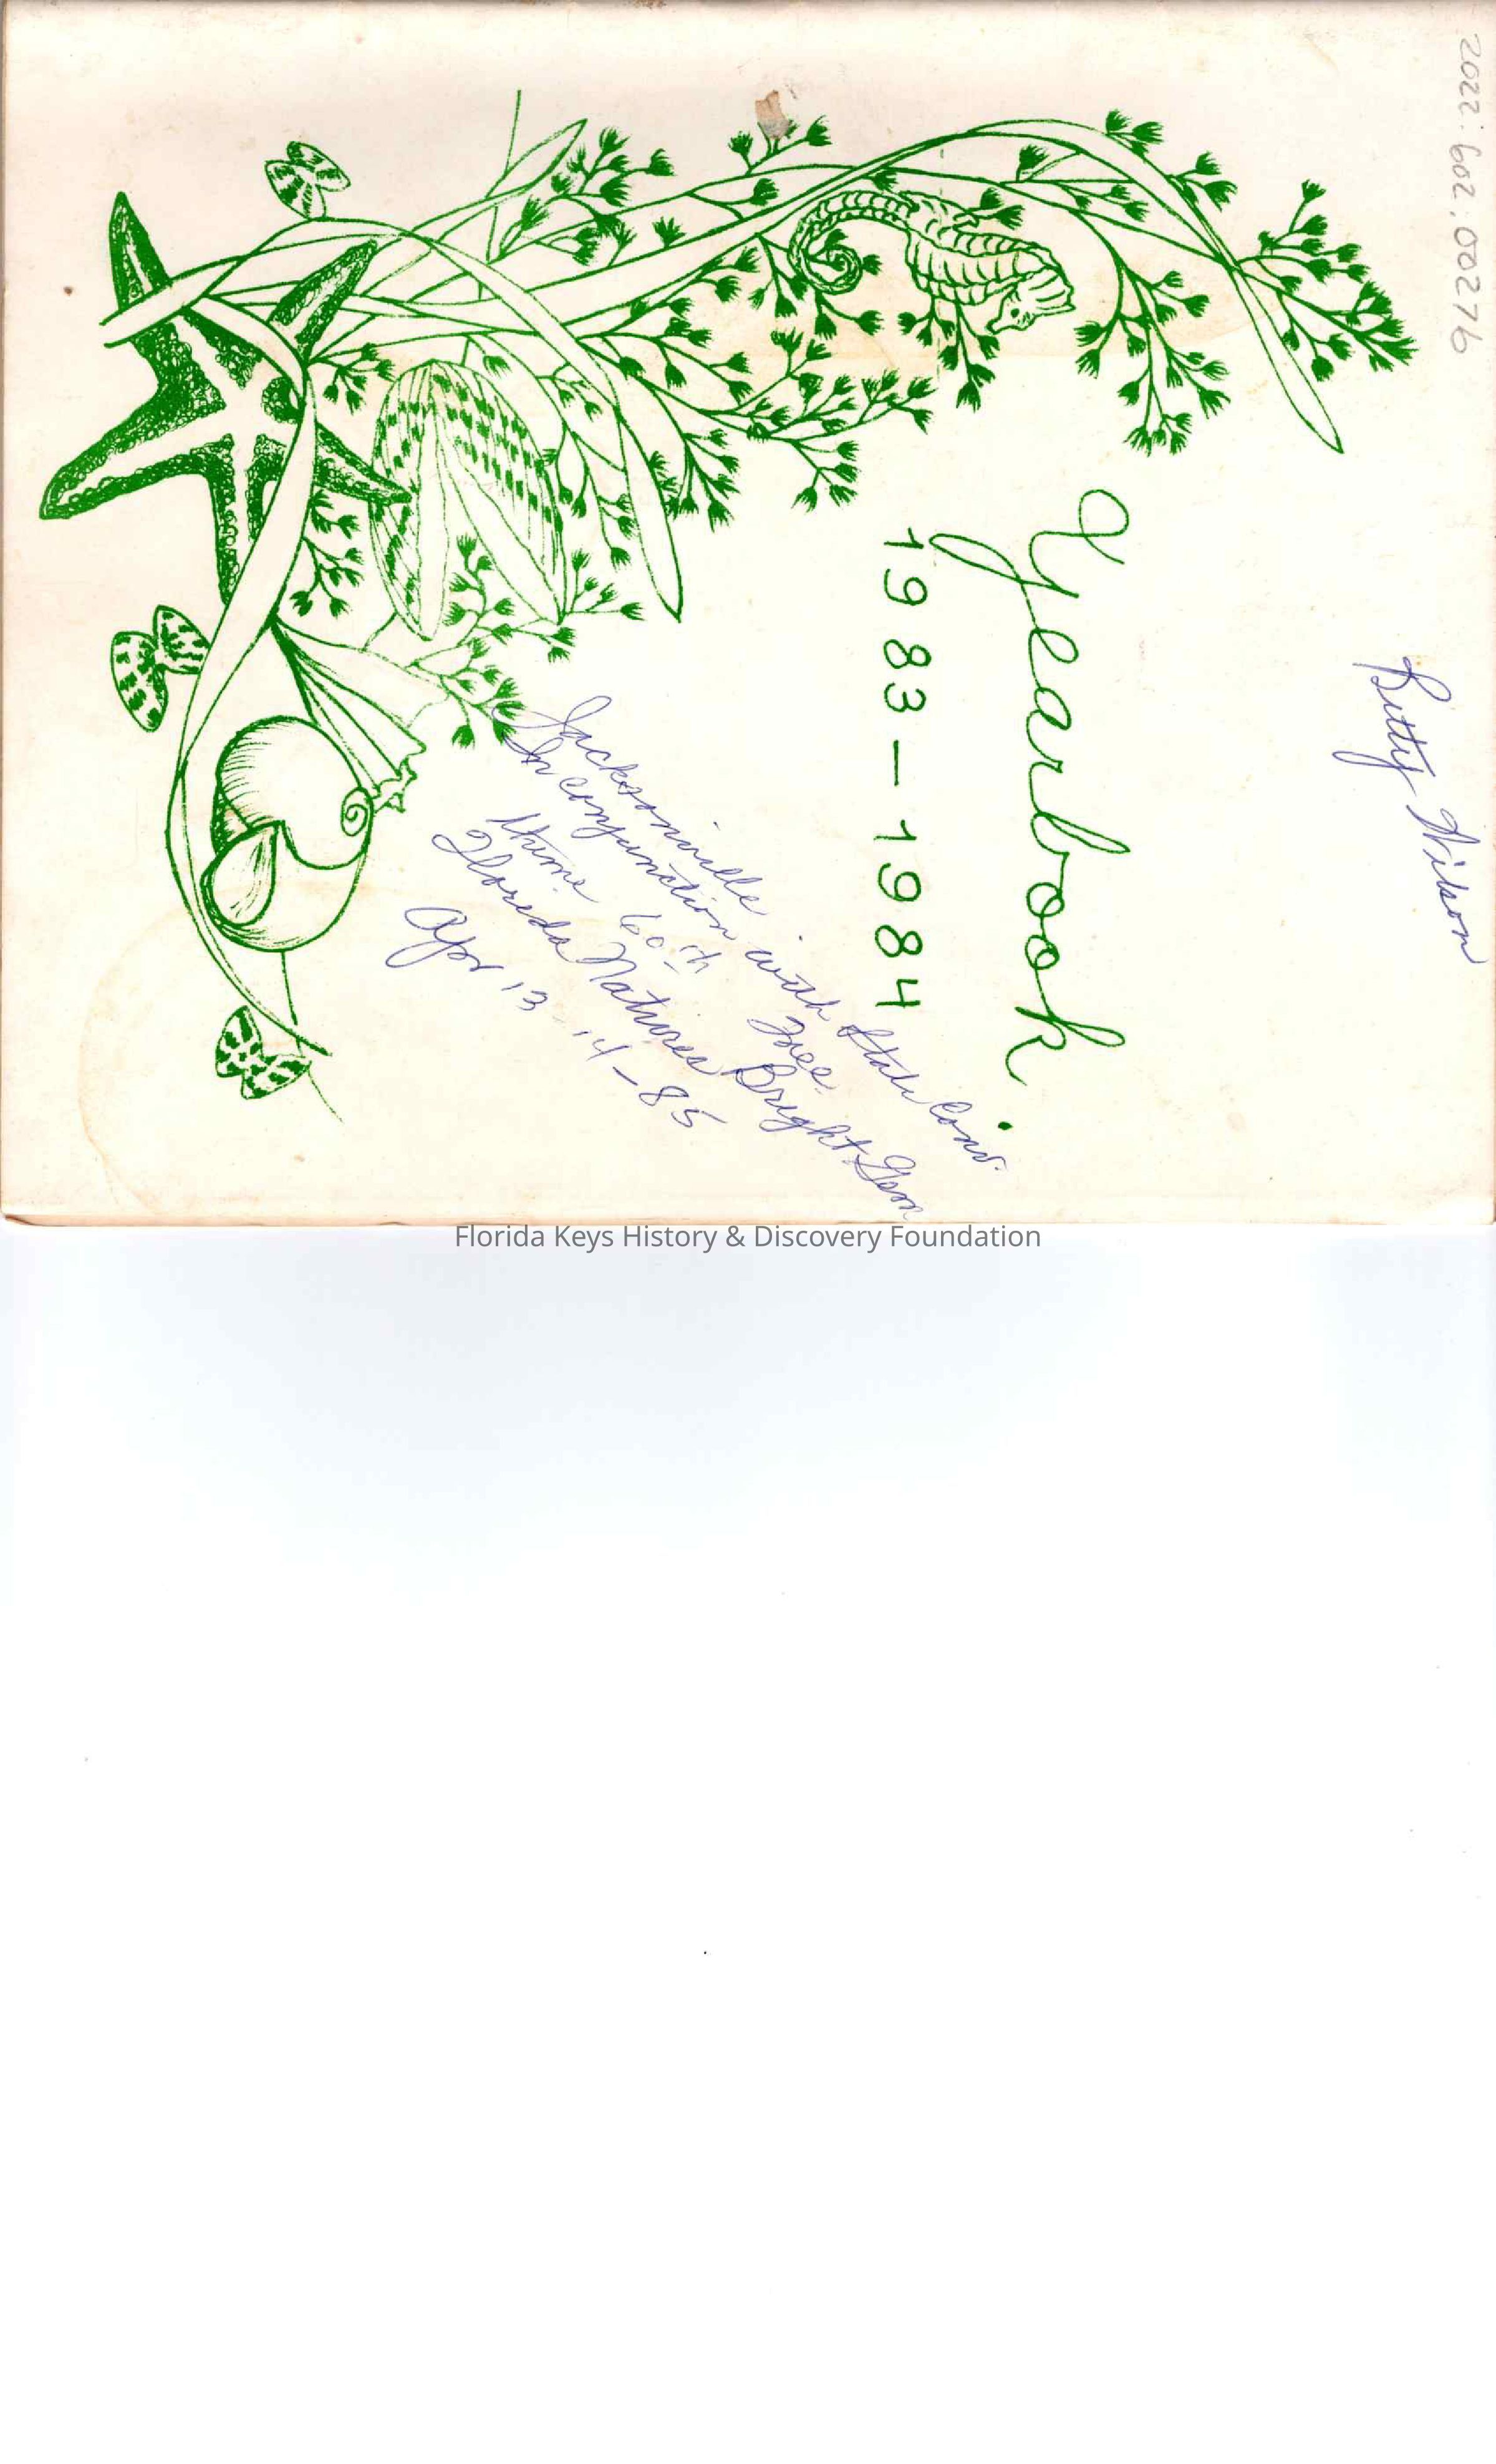 2022.602.00276
Betty Wilson
Yearbook
1983-1984
Jacksonville
In conjunction with State Conv.
theme 60th
Florida Natures Bright Gem
Apr 13-14-85
Florida Keys History & Discovery Foundation